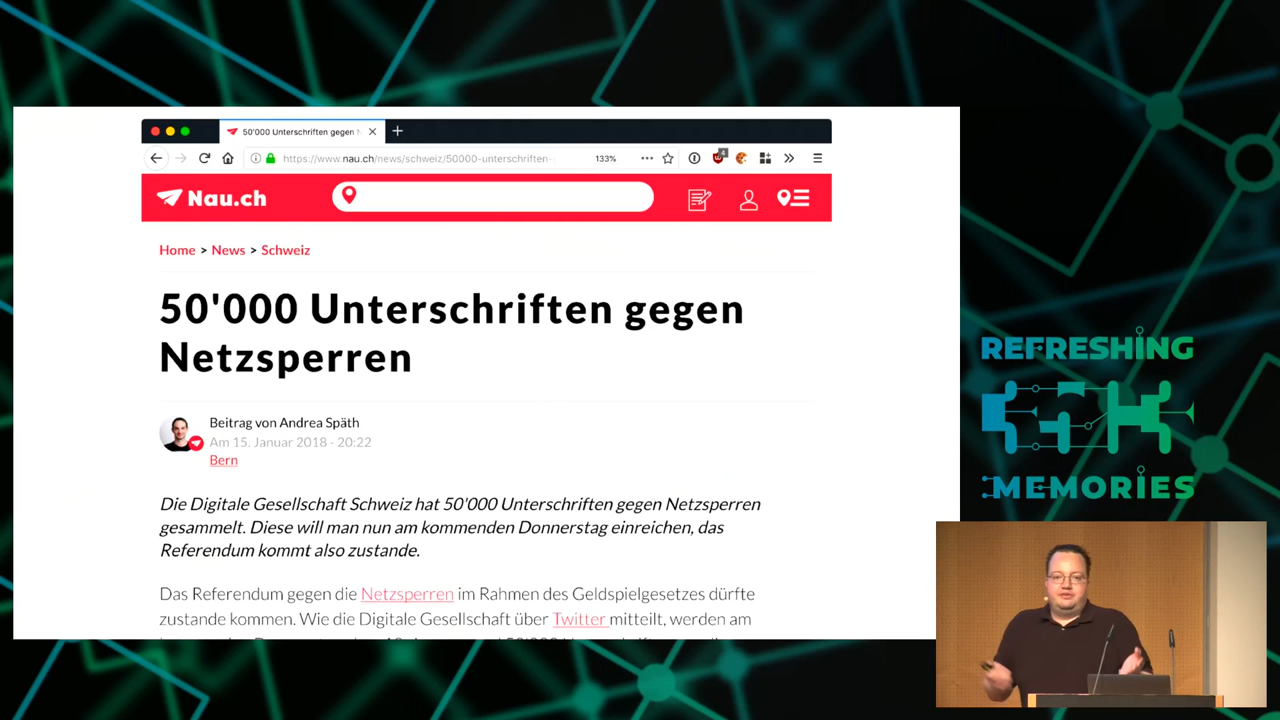 50'000 Unterschriften gegen N
https://www.nau.ch/news/schweiz/50000-unterschriften-
133%
4
Nau.ch
Home > News > Schweiz
50'000 Unterschriften gegen
Netzsperren
Beitrag von Andrea Späth
Am 15. Januar 2018 - 20:22
Bern
Die Digitale Gesellschaft Schweiz hat 50'000 Unterschriften gegen Netzsperren
gesammelt. Diese will man nun am kommenden Donnerstag einreichen, das
Referendum kommt also zustande.
Das Referendum gegen die Netzsperren im Rahmen des Geldspielgesetzes dürfte
zustande kommen. Wie die Digitale Gesellschaft über Twitter mitteilt, werden am
REFRESHING
35C3
MEMORIES